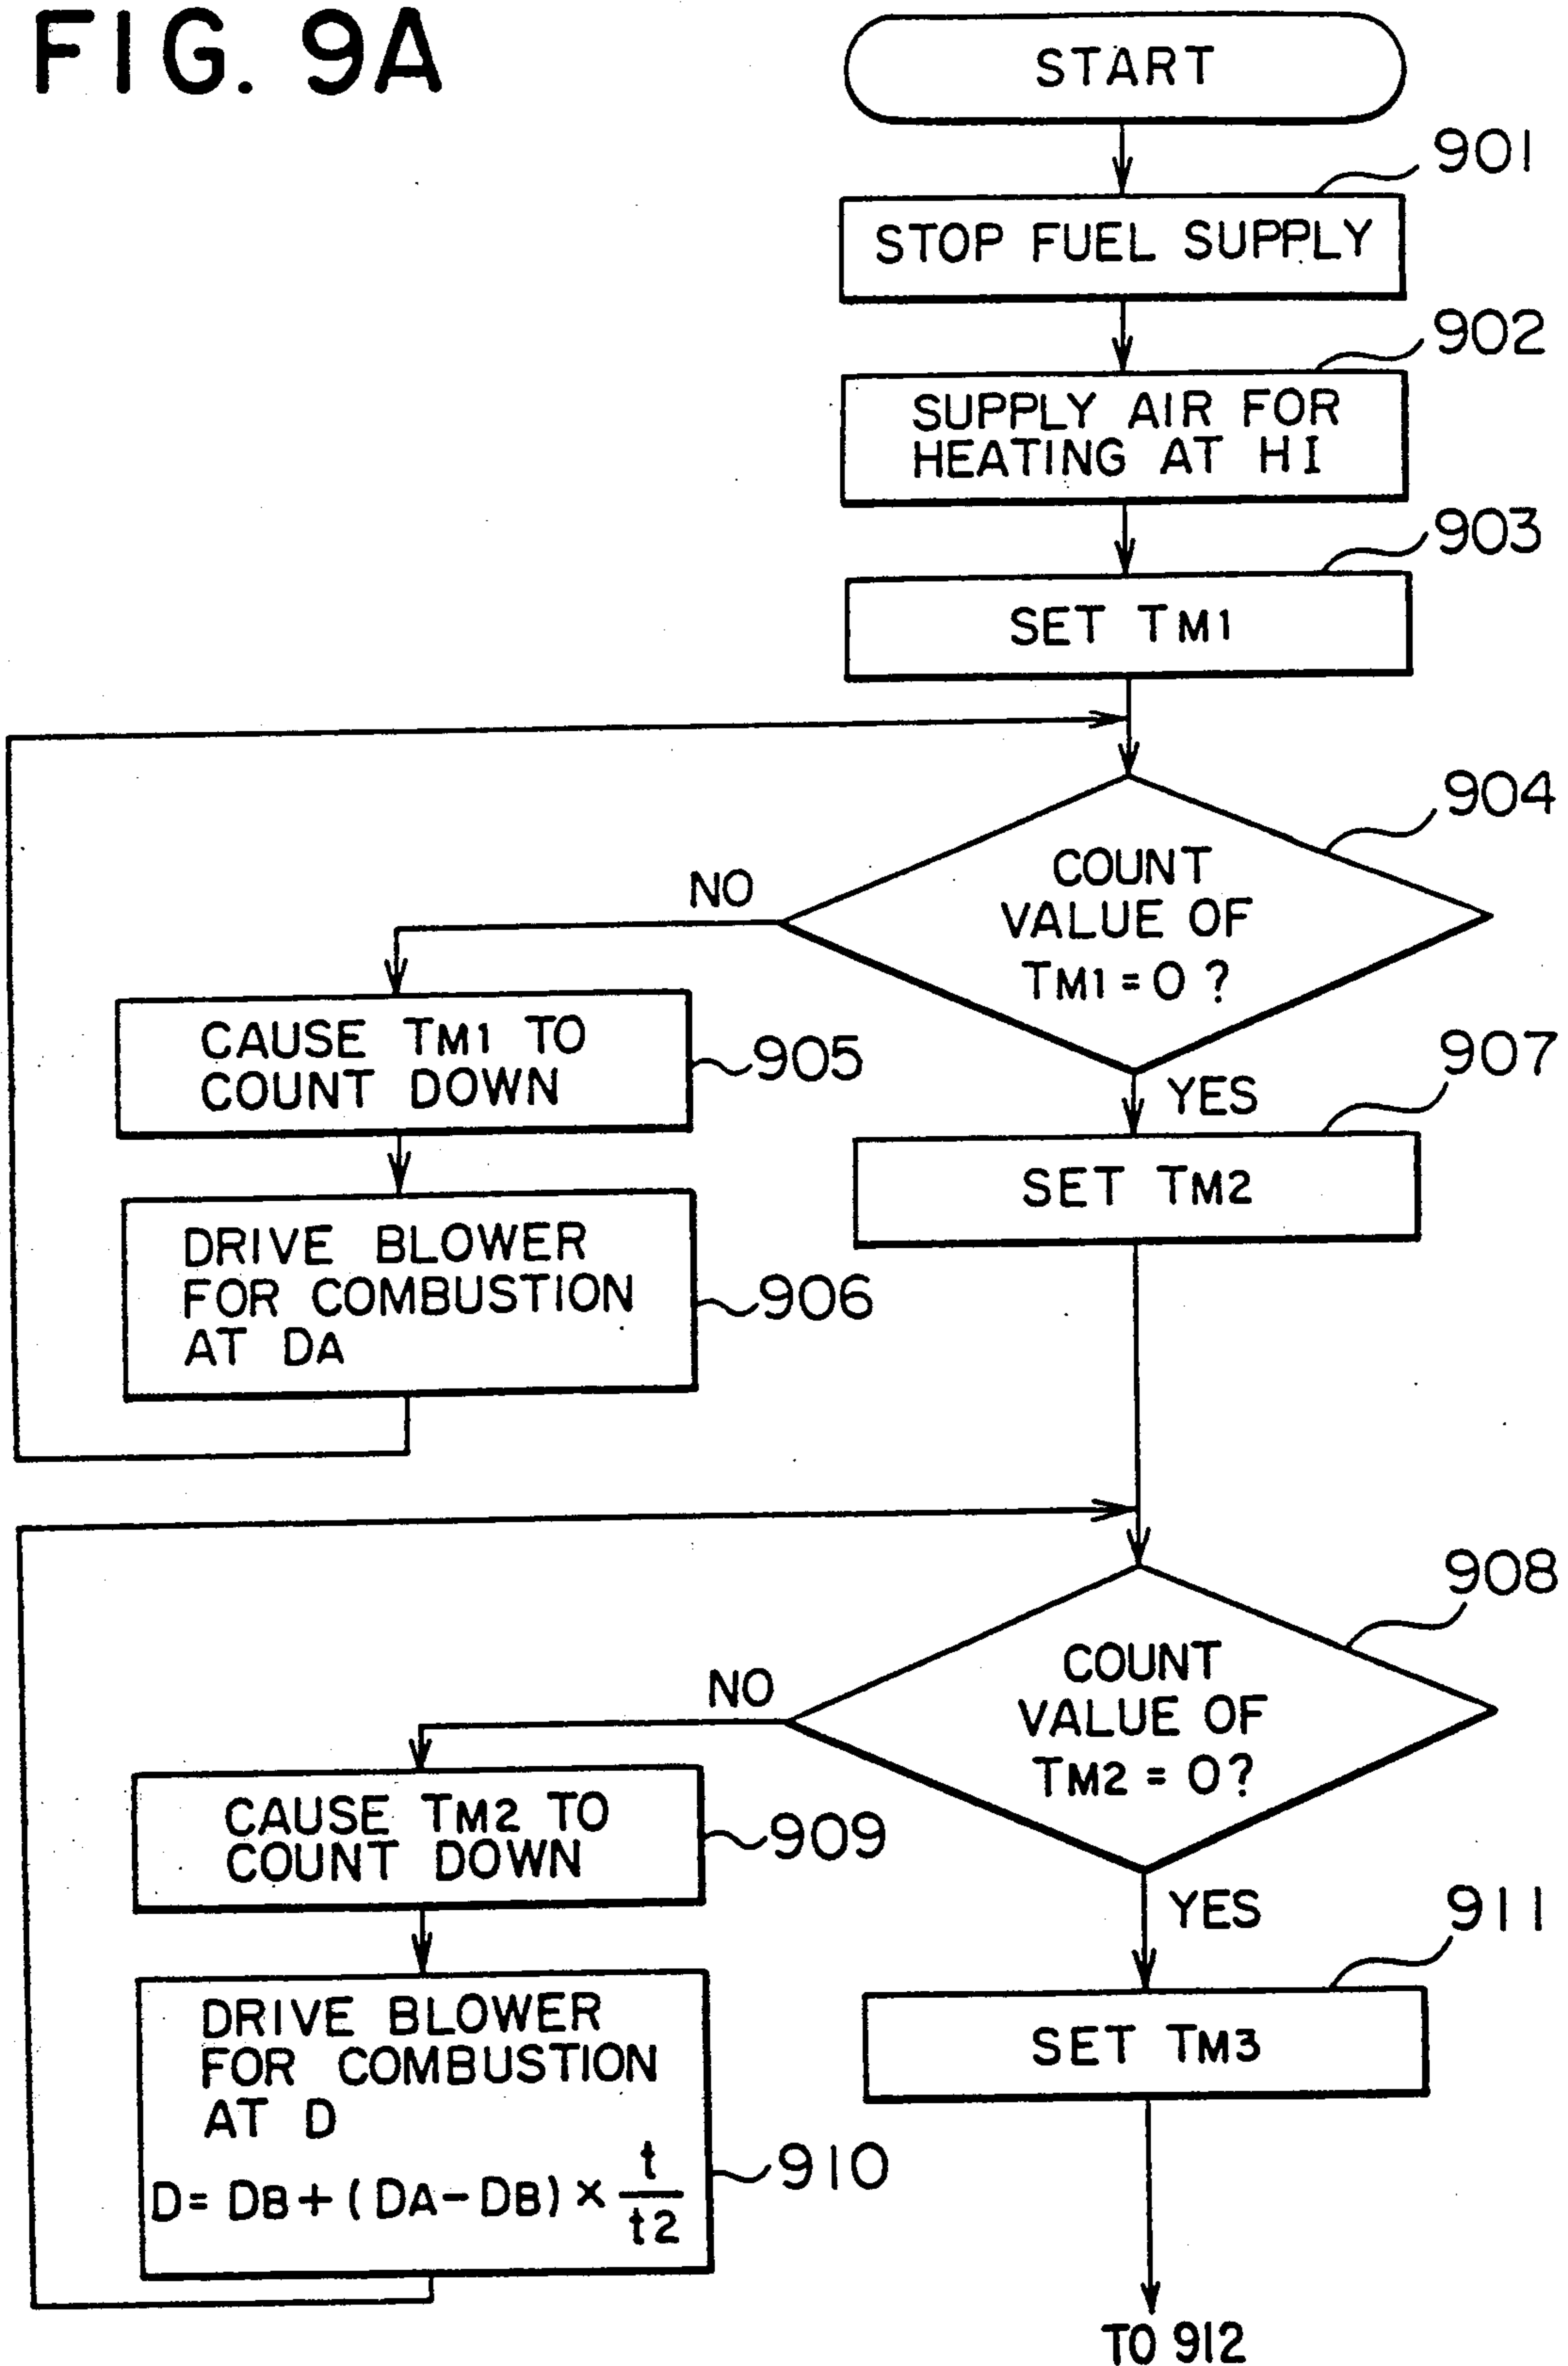 FIG. 9A
START
901
STOP FUEL SUPPLY
902
SUPPLY AIR FOR
HEATING AT HI
903
SET TM1
904
COUNT
VALUE OF
TM1 = 0 ?
NO
905
CAUSE TM1 TO
COUNT DOWN
YES
907
SET TM2
906
DRIVE BLOWER
FOR COMBUSTION
AT DA
908
COUNT
VALUE OF
TM2 = 0?
NO
909
CAUSE TM2 TO
COUNT DOWN
YES
911
SET TM3
DRIVE BLOWER
FOR COMBUSTION
AT D
D = DB + (DA - DB) × t/t2
910
TO 912